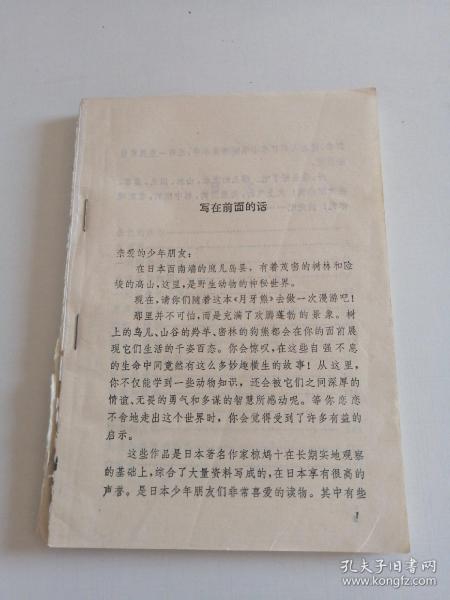 写在前面的话
亲爱的少年朋友：
在日本西南端的鹿儿岛县，有着茂密的树林和险
峻的高山，这里，是野生动物的神秘世界。
现在，请你们随着这本《月牙熊》去做一次漫游吧！
那里并不可怕，而是充满了欢腾蓬勃的景象。树
上的鸟儿、山谷的羚羊、密林的狗熊都会在你的面前展
现它们生活的千姿百态。你会惊叹，在这些自强不息
的生命中间竟然有这么多妙趣横生的故事！从这里，
你不仅能学到一些动物知识，还会被它们之间深厚的
情谊、无畏的勇气和多谋的智慧所感动呢。等你恋恋
不舍地走出这个世界时，你会觉得受到了许多有益的
启示。
这些作品是日本著名作家椋鸠十在长期实地观察
的基础上，综合了大量资料写成的，在日本享有很高的
声誉。是日本少年朋友们非常喜爱的读物。其中有些
1
孔夫子旧书网
www.kongfz.com